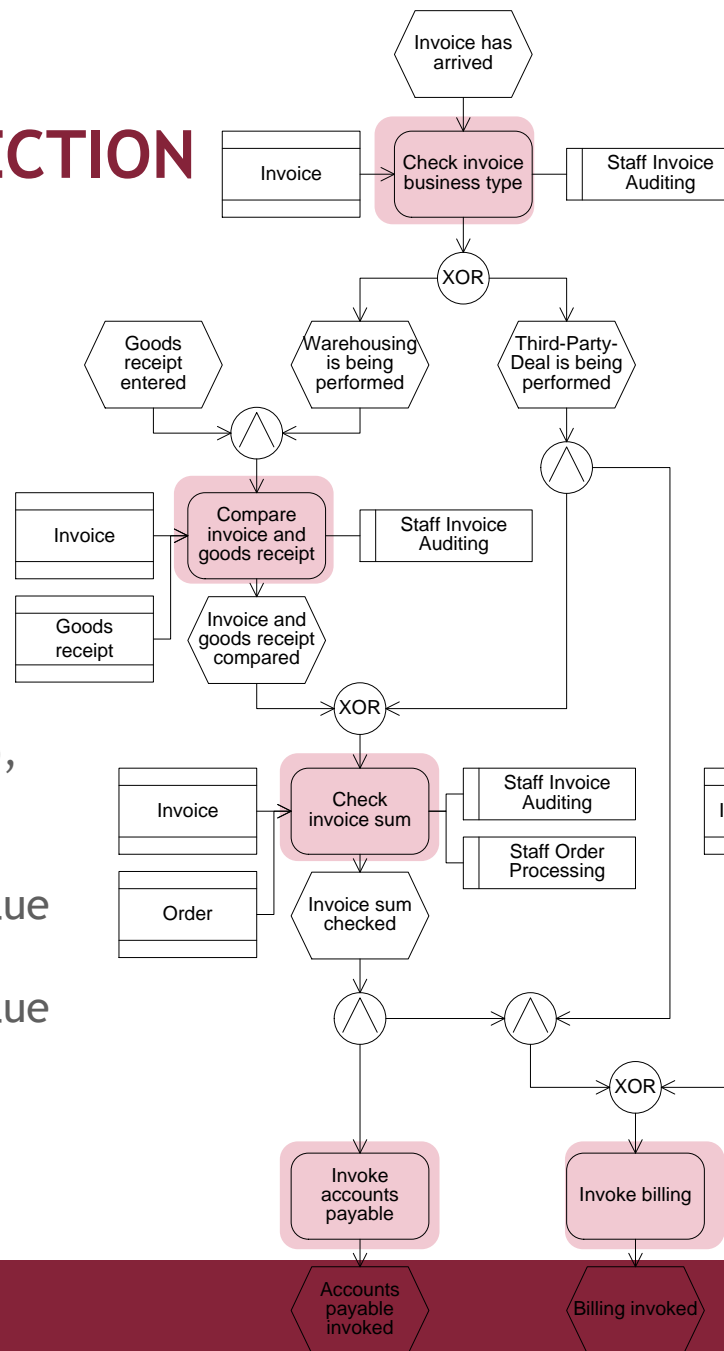 Invoice has
arrived
ECTION
Invoice
Check invoice
business type
Staff Invoice
Auditing
XOR
Goods
receipt
entered
Warehousing
is being
performed
Third-Party-
Deal is being
performed
Invoice
Compare
invoice and
goods receipt
Staff Invoice
Auditing
Goods
receipt
Invoice and
goods receipt
compared
XOR
,
Invoice
Check
invoice sum
Staff Invoice
Auditing
I
Staff Order
Processing
Order
Invoice sum
checked
lue
lue
XOR
Invoke
accounts
payable
Invoke billing
Accounts
payable
invoked
Billing invoked